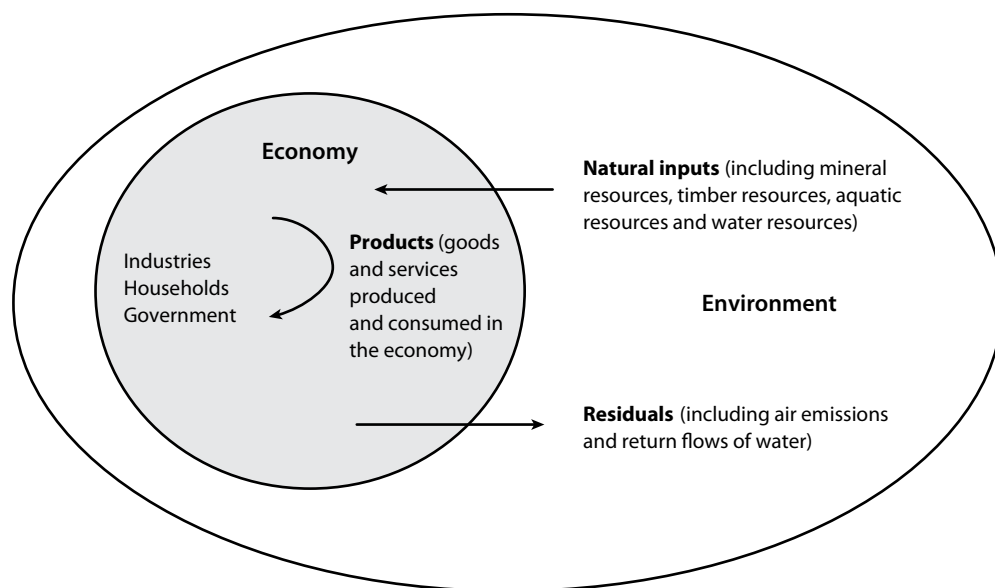 Economy
Natural inputs (including mineral
resources, timber resources, aquatic
resources and water resources)
Industries
Households
Government
Products (goods
and services
produced
and consumed in
the economy)
Environment
Residuals (including air emissions
and return flows of water)